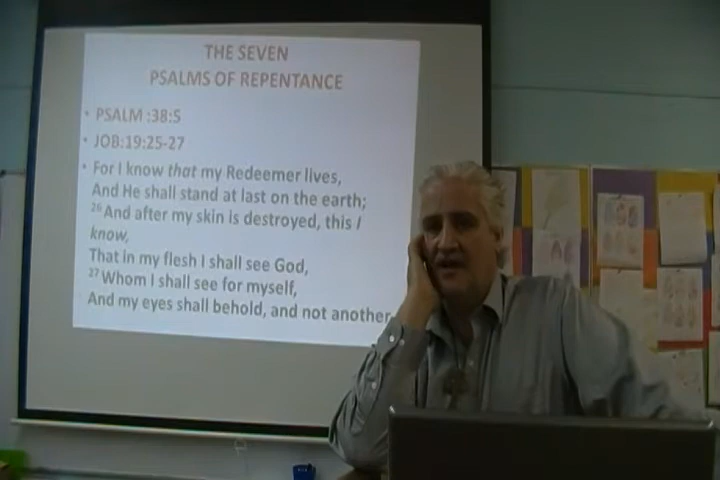 THE SEVEN
PSALMS OF REPENTANCE
• PSALM :38:5
• JOB:19:25-27
• For I know that my Redeemer lives,
And He shall stand at last on the earth;
26 And after my skin is destroyed, this I
know,
That in my flesh I shall see God,
27 Whom I shall see for myself,
And my eyes shall behold, and not another